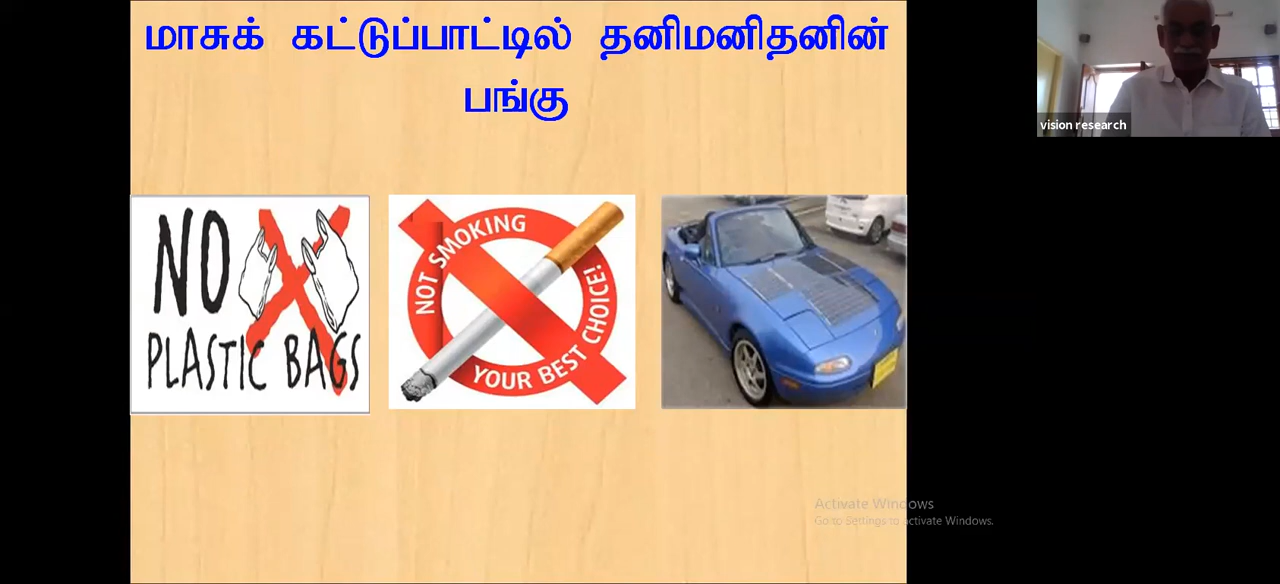 மாசுக் கட்டுப்பாட்டில் தனிமனிதனின்
பங்கு
vision research
NO
PLASTIC BAGS
NOT SMOKING
YOUR BEST CHOICE!
Activate Windows
Go to Settings to activate Windows.